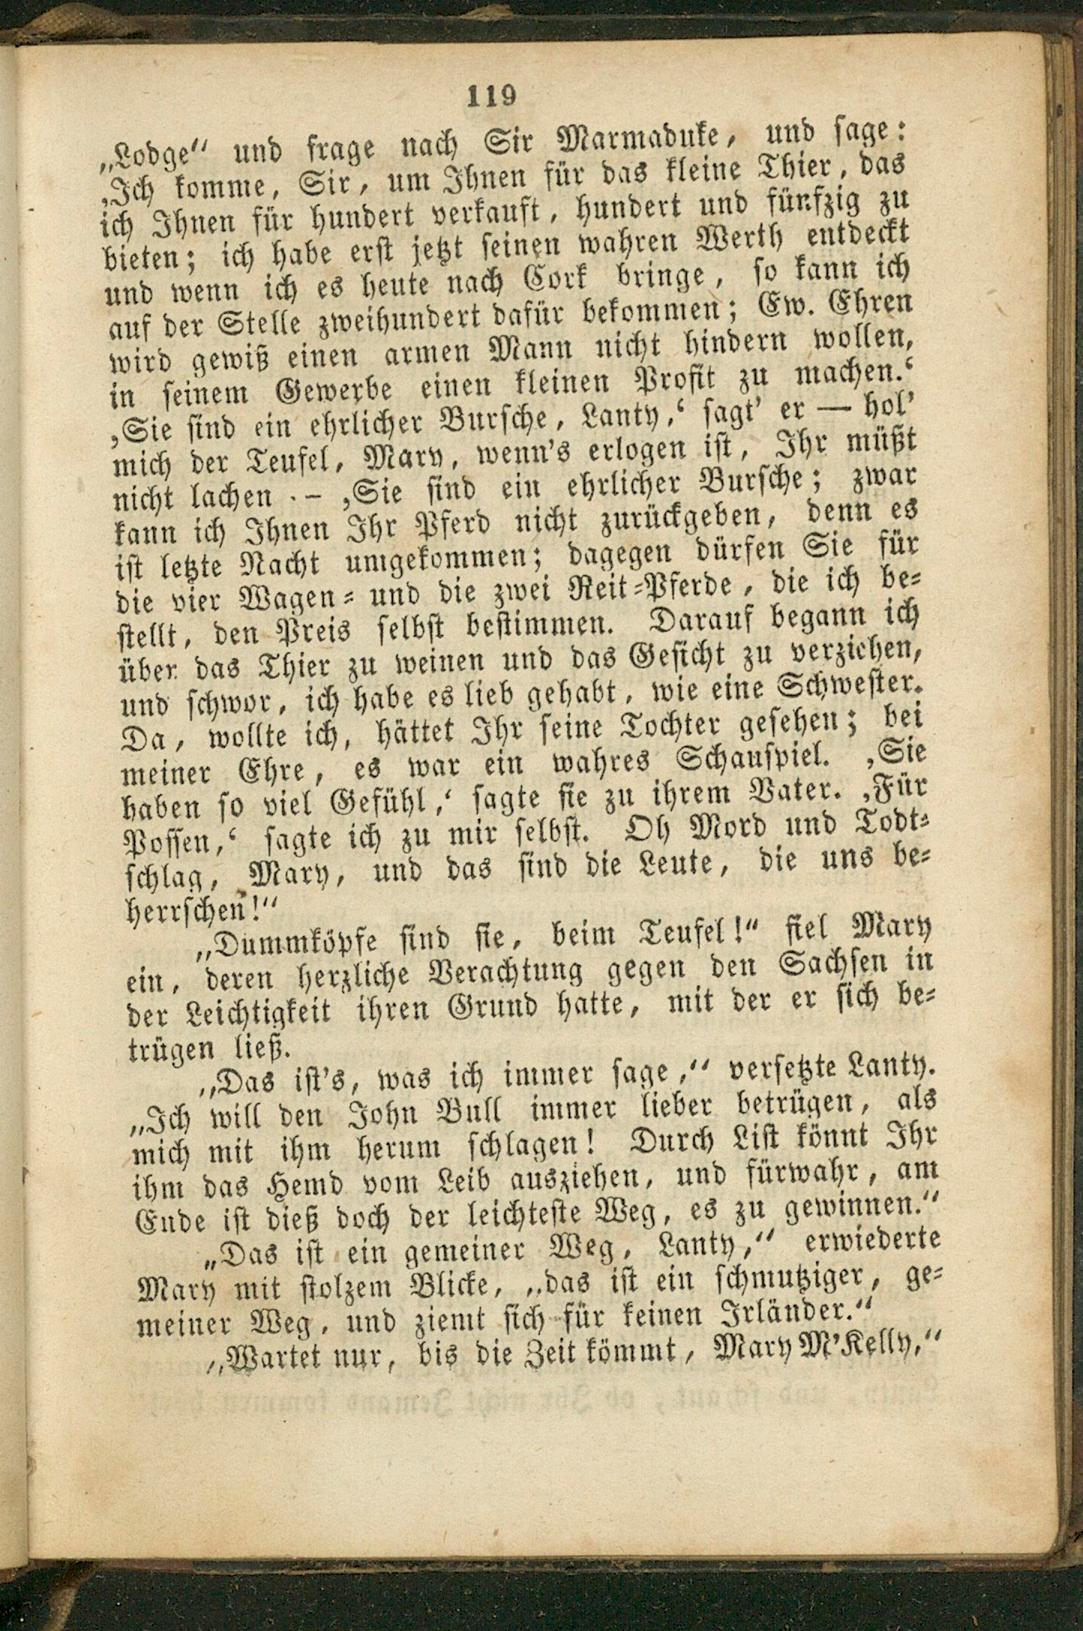 119
„Lodge“ und frage nach Sir Marmaduke, und sage:
‚Ich komme, Sir, um Ihnen für das kleine Thier, das
ich Ihnen für hundert verkauft, hundert und fünfzig zu
bieten; ich habe erst jetzt seinen wahren Werth entdeckt
und wenn ich es heute nach Cork bringe, so kann ich
auf der Stelle zweihundert dafür bekommen; Ew. Ehren
wird gewiß einen armen Mann nicht hindern wollen,
in seinem Gewerbe einen kleinen Profit zu machen.‘
‚Sie sind ein ehrlicher Bursche, Lanty,‘ sagt' er — hol'
mich der Teufel, Mary, wenn's erlogen ist, Ihr müßt
nicht lachen — ‚Sie sind ein ehrlicher Bursche; zwar
kann ich Ihnen Ihr Pferd nicht zurückgeben, denn es
ist letzte Nacht umgekommen; dagegen dürfen Sie für
die vier Wagen- und die zwei Reit-Pferde, die ich be-
stellt, den Preis selbst bestimmen. Darauf begann ich
über das Thier zu weinen und das Gesicht zu verziehen,
und schwor, ich habe es lieb gehabt, wie eine Schwester.
Da, wollte ich, hättet Ihr seine Tochter gesehen; bei
meiner Ehre, es war ein wahres Schauspiel. ‚Sie
haben so viel Gefühl,‘ sagte sie zu ihrem Vater. ‚Für
Possen,‘ sagte ich zu mir selbst. Oh Mord und Todt-
schlag, Mary, und das sind die Leute, die uns be-
herrschen!“
„Dummköpfe sind sie, beim Teufel!“ fiel Mary
ein, deren herzliche Verachtung gegen den Sachsen in
der Leichtigkeit ihren Grund hatte, mit der er sich be-
trügen ließ.
„Das ist's, was ich immer sage,“ versetzte Lanty.
„Ich will den John Bull immer lieber betrügen, als
mich mit ihm herum schlagen! Durch List könnt Ihr
ihm das Hemd vom Leib ausziehen, und fürwahr, am
Ende ist dieß doch der leichteste Weg, es zu gewinnen.“
„Das ist ein gemeiner Weg, Lanty,“ erwiederte
Mary mit stolzem Blicke, „das ist ein schmutziger, ge-
meiner Weg, und ziemt sich für keinen Irländer.“
„Wartet nur, bis die Zeit kömmt, Mary M'Kelly,“